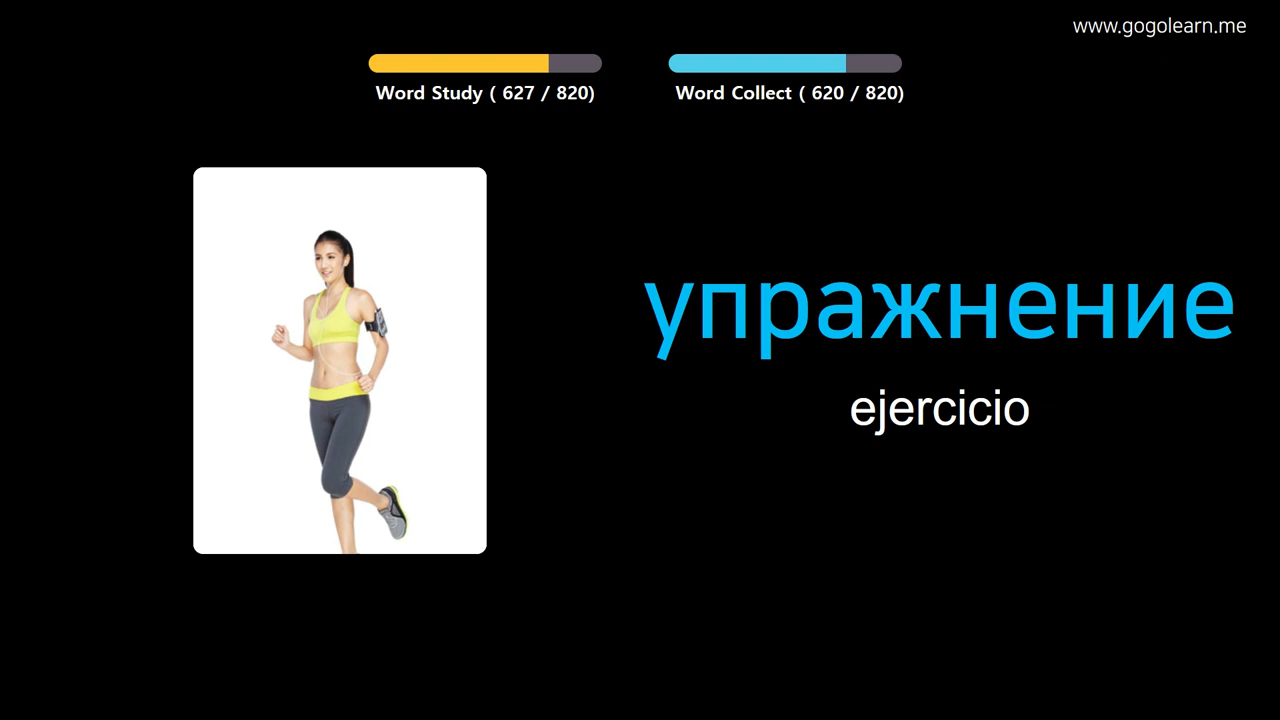 www.gogolearn.me
Word Study ( 627 / 820)
Word Collect ( 620 / 820)
упражнение
ejercicio